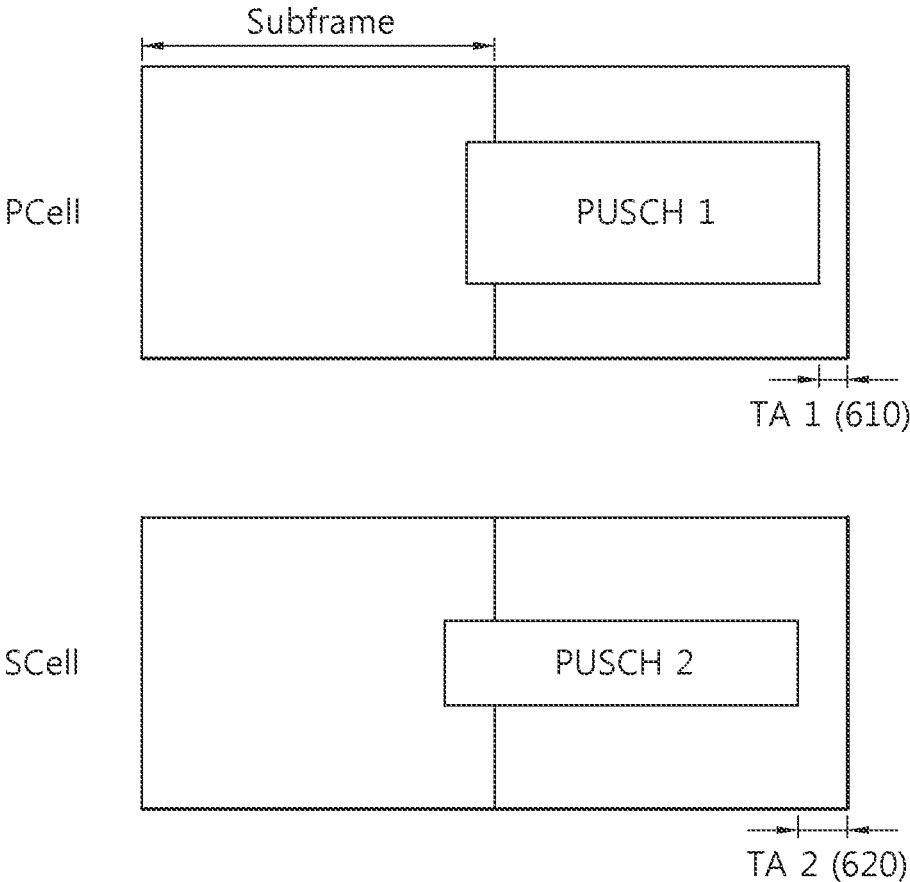 Subframe
PCell
PUSCH 1
TA 1 (610)
SCell
PUSCH 2
TA 2 (620)